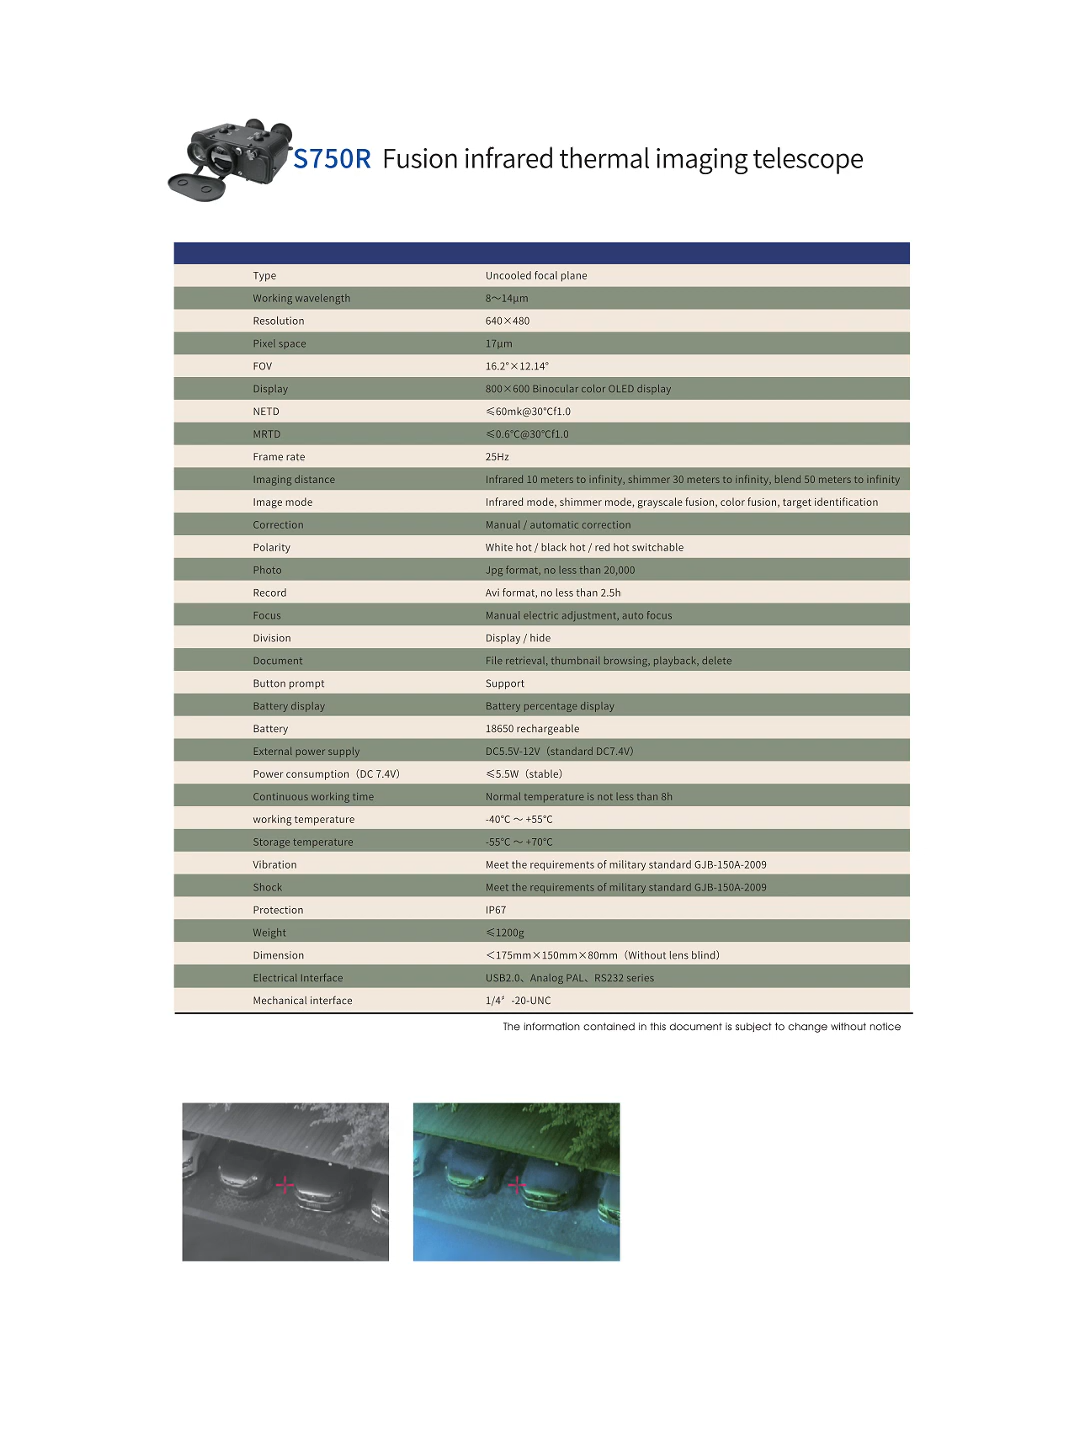 S750R Fusion infrared thermal imaging telescope
Type Uncooled focal plane
Working wavelength 8～14μm
Resolution 640×480
Pixel space 17μm
FOV 16.2°×12.14°
Display 800×600 Binocular color OLED display
NETD ≤60mk@30℃f1.0
MRTD ≤0.6℃@30℃f1.0
Frame rate 25Hz
Imaging distance Infrared 10 meters to infinity, shimmer 30 meters to infinity, blend 50 meters to infinity
Image mode Infrared mode, shimmer mode, grayscale fusion, color fusion, target identification
Correction Manual / automatic correction
Polarity White hot / black hot / red hot switchable
Photo Jpg format, no less than 20,000
Record Avi format, no less than 2.5h
Focus Manual electric adjustment, auto focus
Division Display / hide
Document File retrieval, thumbnail browsing, playback, delete
Button prompt Support
Battery display Battery percentage display
Battery 18650 rechargeable
External power supply DC5.5V-12V（standard DC7.4V）
Power consumption（DC 7.4V） ≤5.5W（stable）
Continuous working time Normal temperature is not less than 8h
working temperature -40℃ ～ +55℃
Storage temperature -55℃ ～ +70℃
Vibration Meet the requirements of military standard GJB-150A-2009
Shock Meet the requirements of military standard GJB-150A-2009
Protection IP67
Weight ≤1200g
Dimension ＜175mm×150mm×80mm（Without lens blind）
Electrical Interface USB2.0、Analog PAL、RS232 series
Mechanical interface 1/4〞-20-UNC
The information contained in this document is subject to change without notice